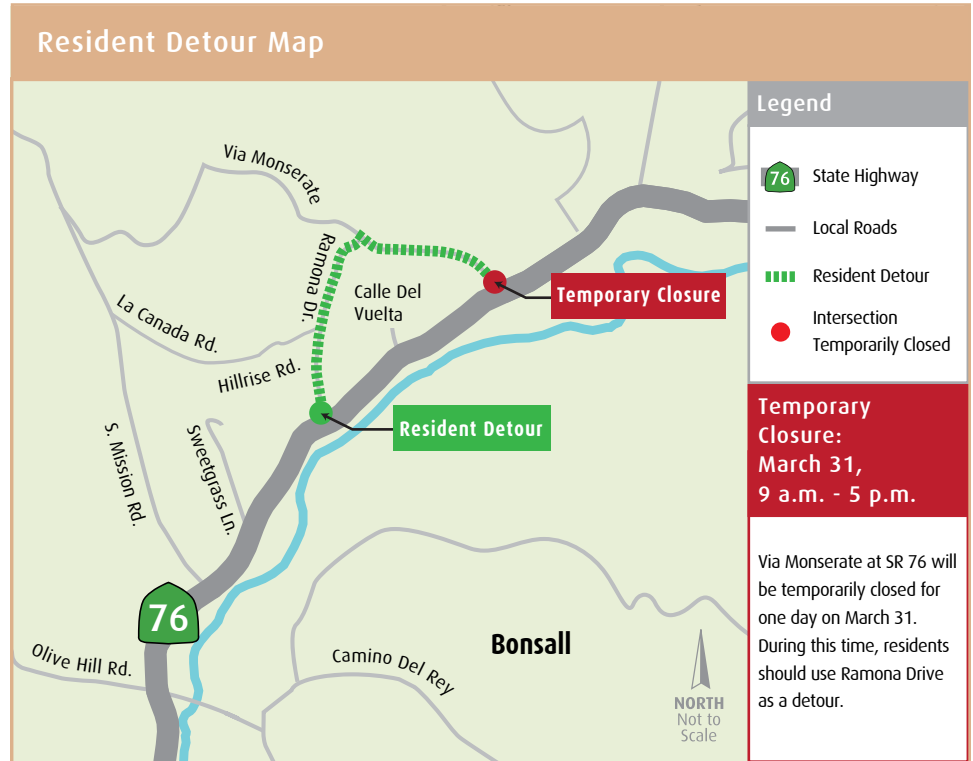 Resident Detour Map
Legend
76
State Highway
Local Roads
Resident Detour
Intersection
Temporarily Closed
Temporary
Closure:
March 31,
9 a.m. - 5 p.m.
Via Monserate at SR 76 will
be temporarily closed for
one day on March 31.
During this time, residents
should use Ramona Drive
as a detour.
Via Monserate
Ramona Dr.
Calle Del
Vuelta
Temporary Closure
La Canada Rd.
Hillrise Rd.
Resident Detour
S. Mission Rd.
Sweetgrass Ln.
76
Olive Hill Rd.
Camino Del Rey
Bonsall
NORTH
Not to
Scale